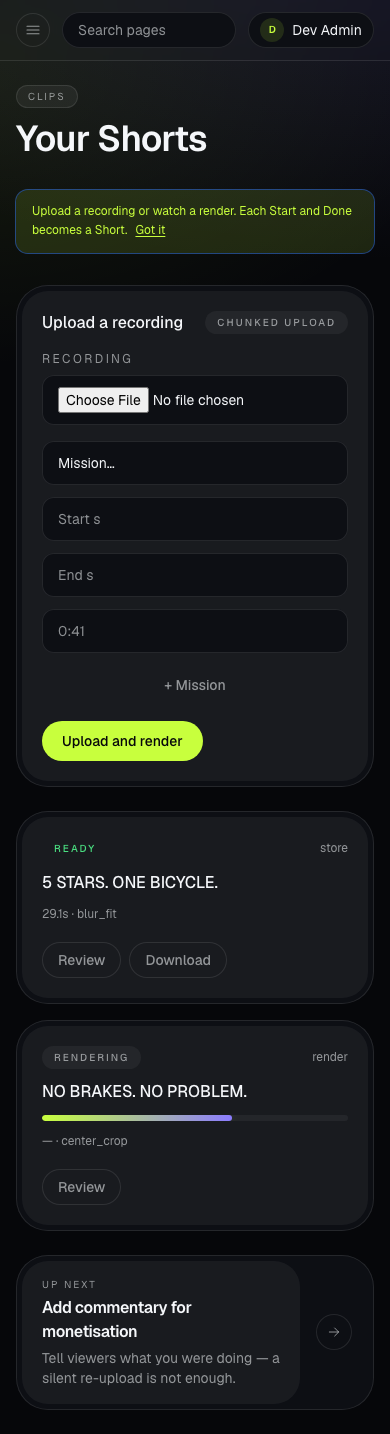 Search pages
D
Dev Admin
CLIPS
Your Shorts
Upload a recording or watch a render. Each Start and Done
becomes a Short. Got it
Upload a recording
CHUNKED UPLOAD
RECORDING
Choose File No file chosen
Mission…
Start s
End s
0:41
+ Mission
Upload and render
READY
store
5 STARS. ONE BICYCLE.
29.1s · blur_fit
Review
Download
RENDERING
render
NO BRAKES. NO PROBLEM.
— · center_crop
Review
UP NEXT
Add commentary for
monetisation
Tell viewers what you were doing — a
silent re-upload is not enough.